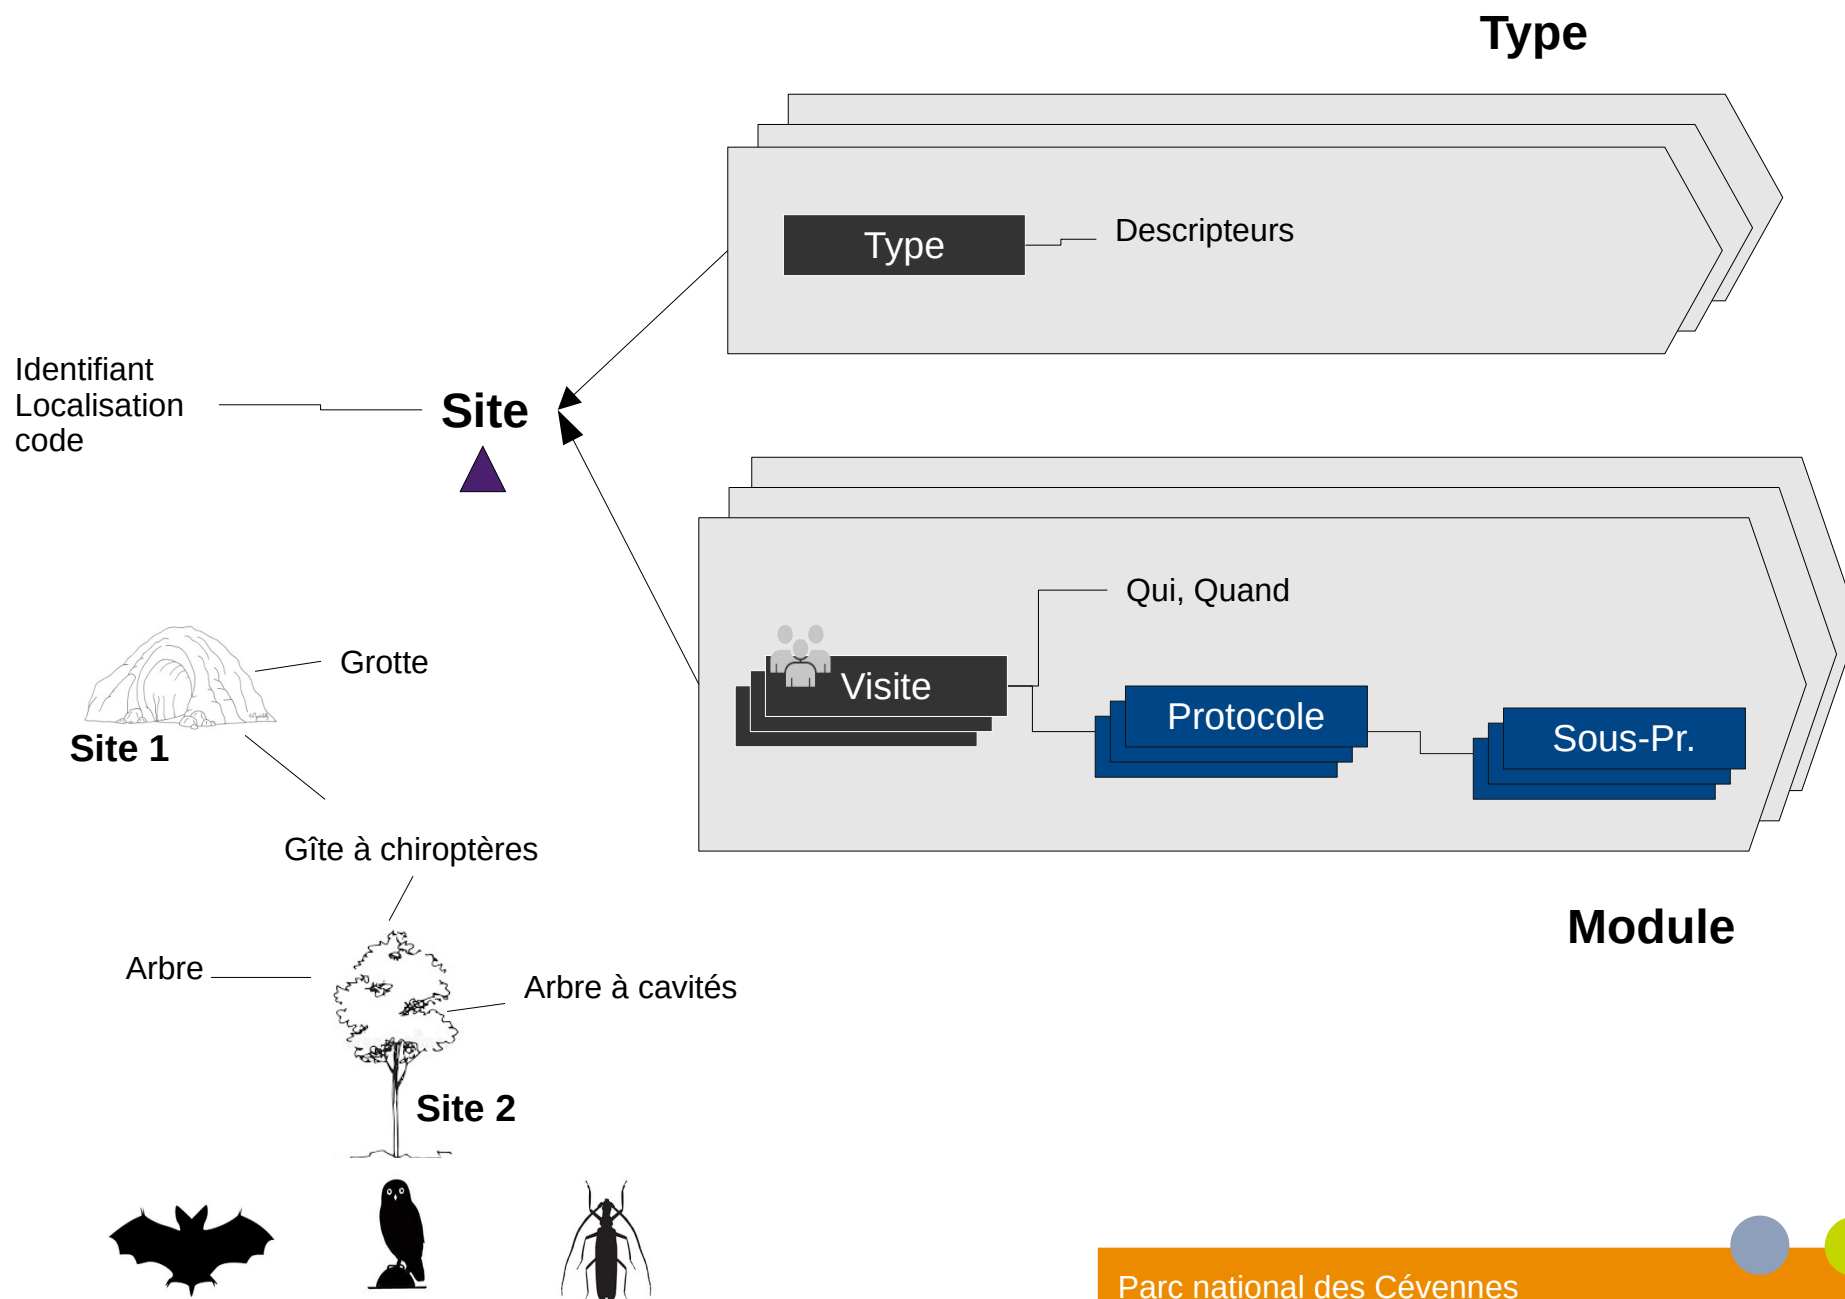 Type
Type
Descripteurs
Identifiant
Localisation
code
Site
Qui, Quand
Visite
Protocole
Sous-Pr.
Grotte
Site 1
Gîte à chiroptères
Module
Arbre
Arbre à cavités
Site 2
Parc national des Cévennes